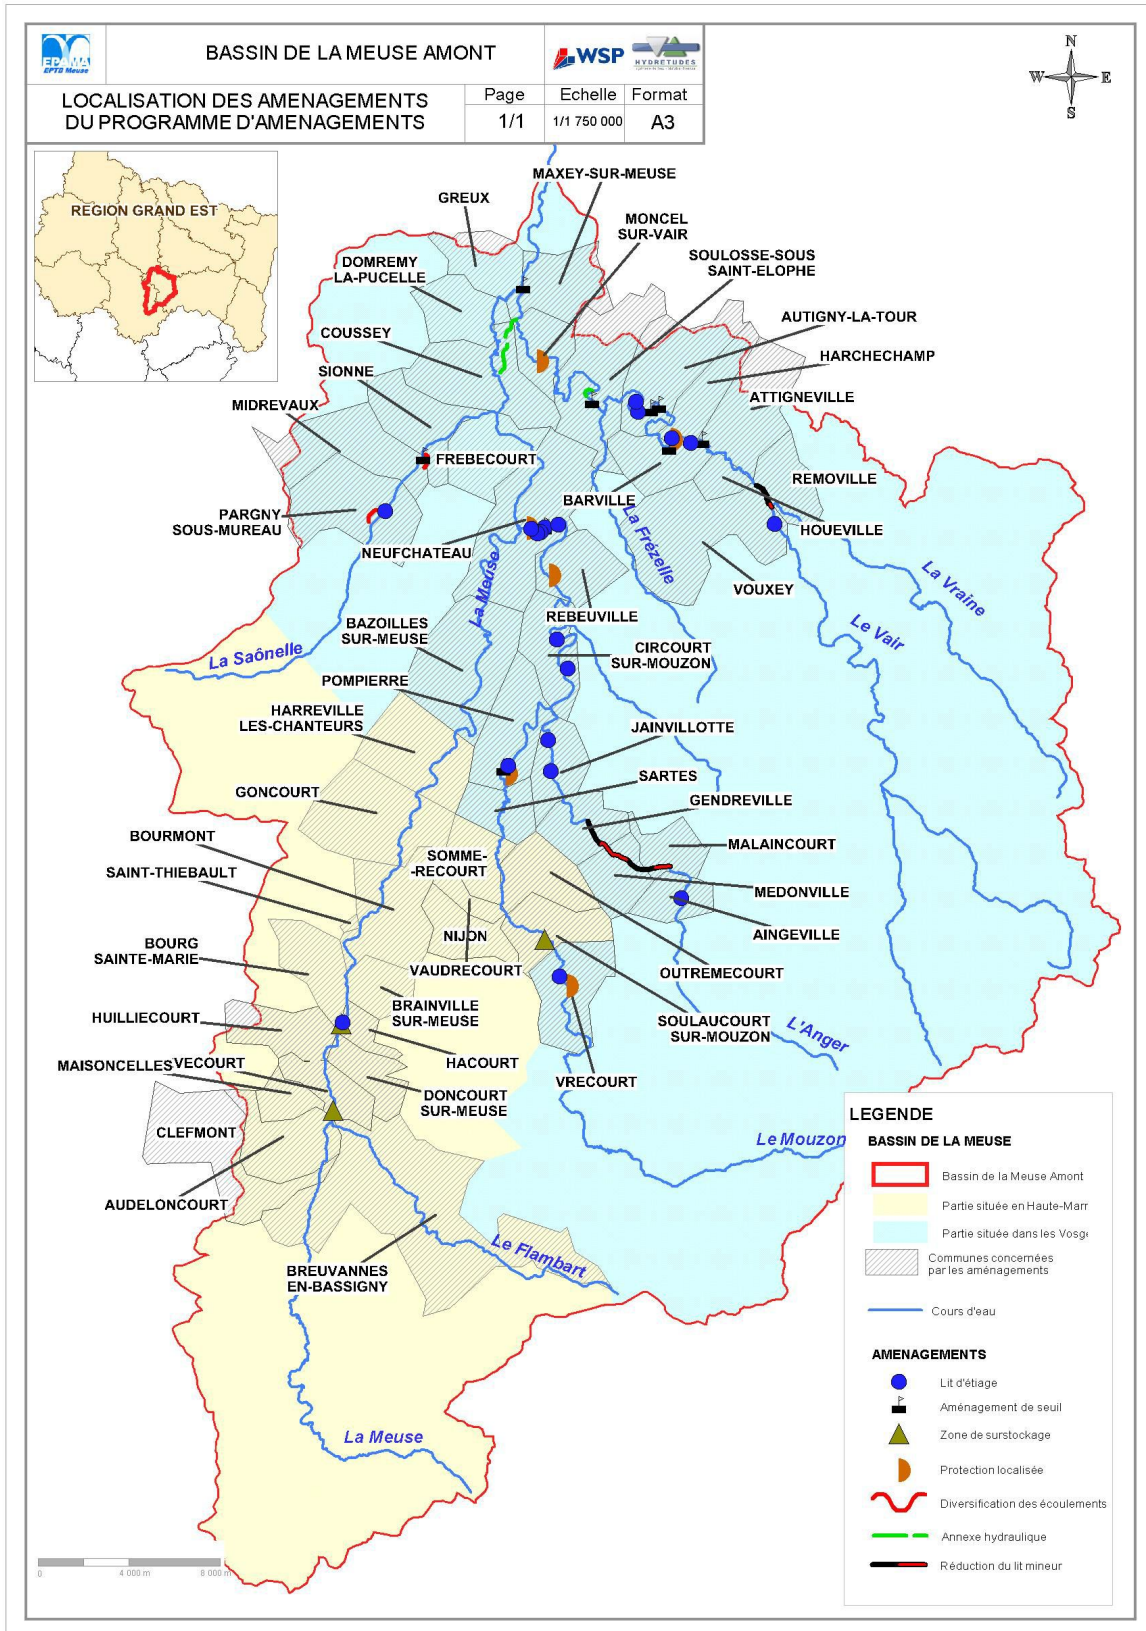 EPAMA
EPTB Meuse
BASSIN DE LA MEUSE AMONT
WSP
HYDRETUDES
LOCALISATION DES AMENAGEMENTS
DU PROGRAMME D'AMENAGEMENTS
Page
1/1
Echelle
1/1 750 000
Format
A3
N
W
E
S
REGION GRAND EST
MAXEY-SUR-MEUSE
GREUX
MONCEL
SUR-VAIR
DOMREMY
LA-PUCELLE
SOULOSSE-SOUS
SAINT-ELOPHE
COUSSEY
AUTIGNY-LA-TOUR
SIONNE
HARCHECHAMP
MIDREVAUX
ATTIGNEVILLE
FREBECOURT
REMOVILLE
PARGNY
SOUS-MUREAU
BARVILLE
La Frézelle
HOUEVILLE
NEUFCHATEAU
La Meuse
VOUXEY
La Vraine
REBEUVILLE
BAZOILLES
SUR-MEUSE
Le Vair
La Saônelle
CIRCOURT
SUR-MOUZON
POMPIERRE
HARREVILLE
LES-CHANTEURS
JAINVILLOTTE
SARTES
GONCOURT
GENDREVILLE
BOURMONT
MALAINCOURT
SAINT-THIEBAULT
SOMME-
-RECOURT
MEDONVILLE
BOURG
SAINTE-MARIE
NIJON
AINGEVILLE
VAUDRECOURT
OUTREMECOURT
BRAINVILLE
SUR-MEUSE
HUILLIECOURT
SOULAUCOURT
SUR-MOUZON
L'Anger
HACOURT
MAISONCELLES
VECOURT
VRECOURT
DONCOURT
SUR-MEUSE
CLEFMONT
Le Mouzon
AUDELONCOURT
Le Flambart
BREUVANNES
EN-BASSIGNY
La Meuse
0
4 000 m
8 000 m
LEGENDE
BASSIN DE LA MEUSE
Bassin de la Meuse Amont
Partie située en Haute-Marr
Partie située dans les Vosge
Communes concernées
par les aménagements
Cours d'eau
AMENAGEMENTS
Lit d'étiage
Aménagement de seuil
Zone de surstockage
Protection localisée
Diversification des écoulements
Annexe hydraulique
Réduction du lit mineur